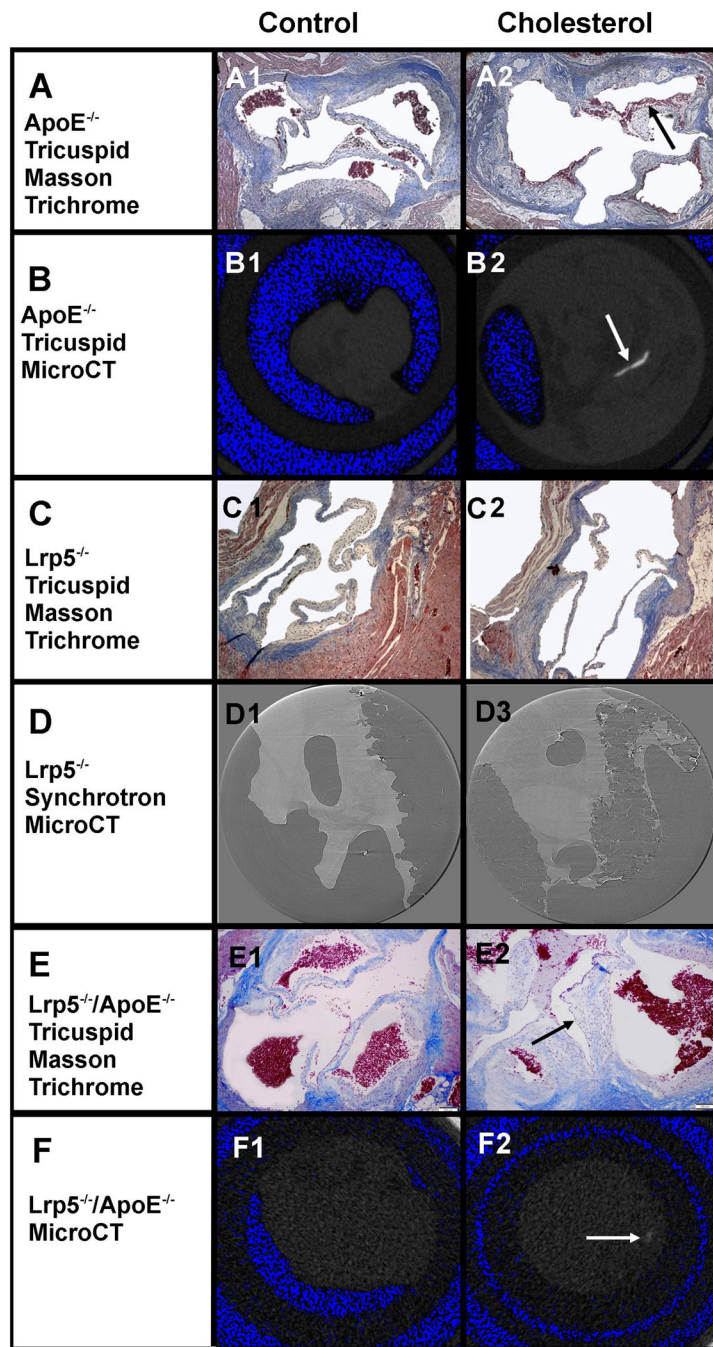 Control Cholesterol
A
ApoE-/-
Tricuspid
Masson
Trichrome
A1 A2
B
ApoE-/-
Tricuspid
MicroCT
B1 B2
C
Lrp5-/-
Tricuspid
Masson
Trichrome
C1 C2
D
Lrp5-/-
Synchrotron
MicroCT
D1 D3
E
Lrp5-/-/ApoE-/-
Tricuspid
Masson
Trichrome
E1 E2
F
Lrp5-/-/ApoE-/-
MicroCT
F1 F2